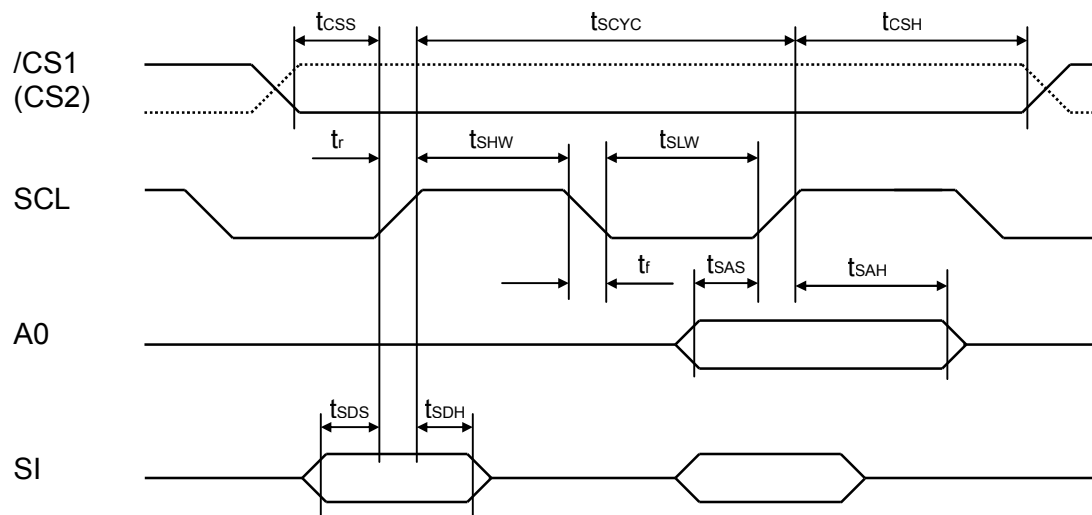 tCSS tSCYC tCSH
/CS1
(CS2)
tr tSHW tSLW
SCL
tf tSAS tSAH
A0
tSDS tSDH
SI